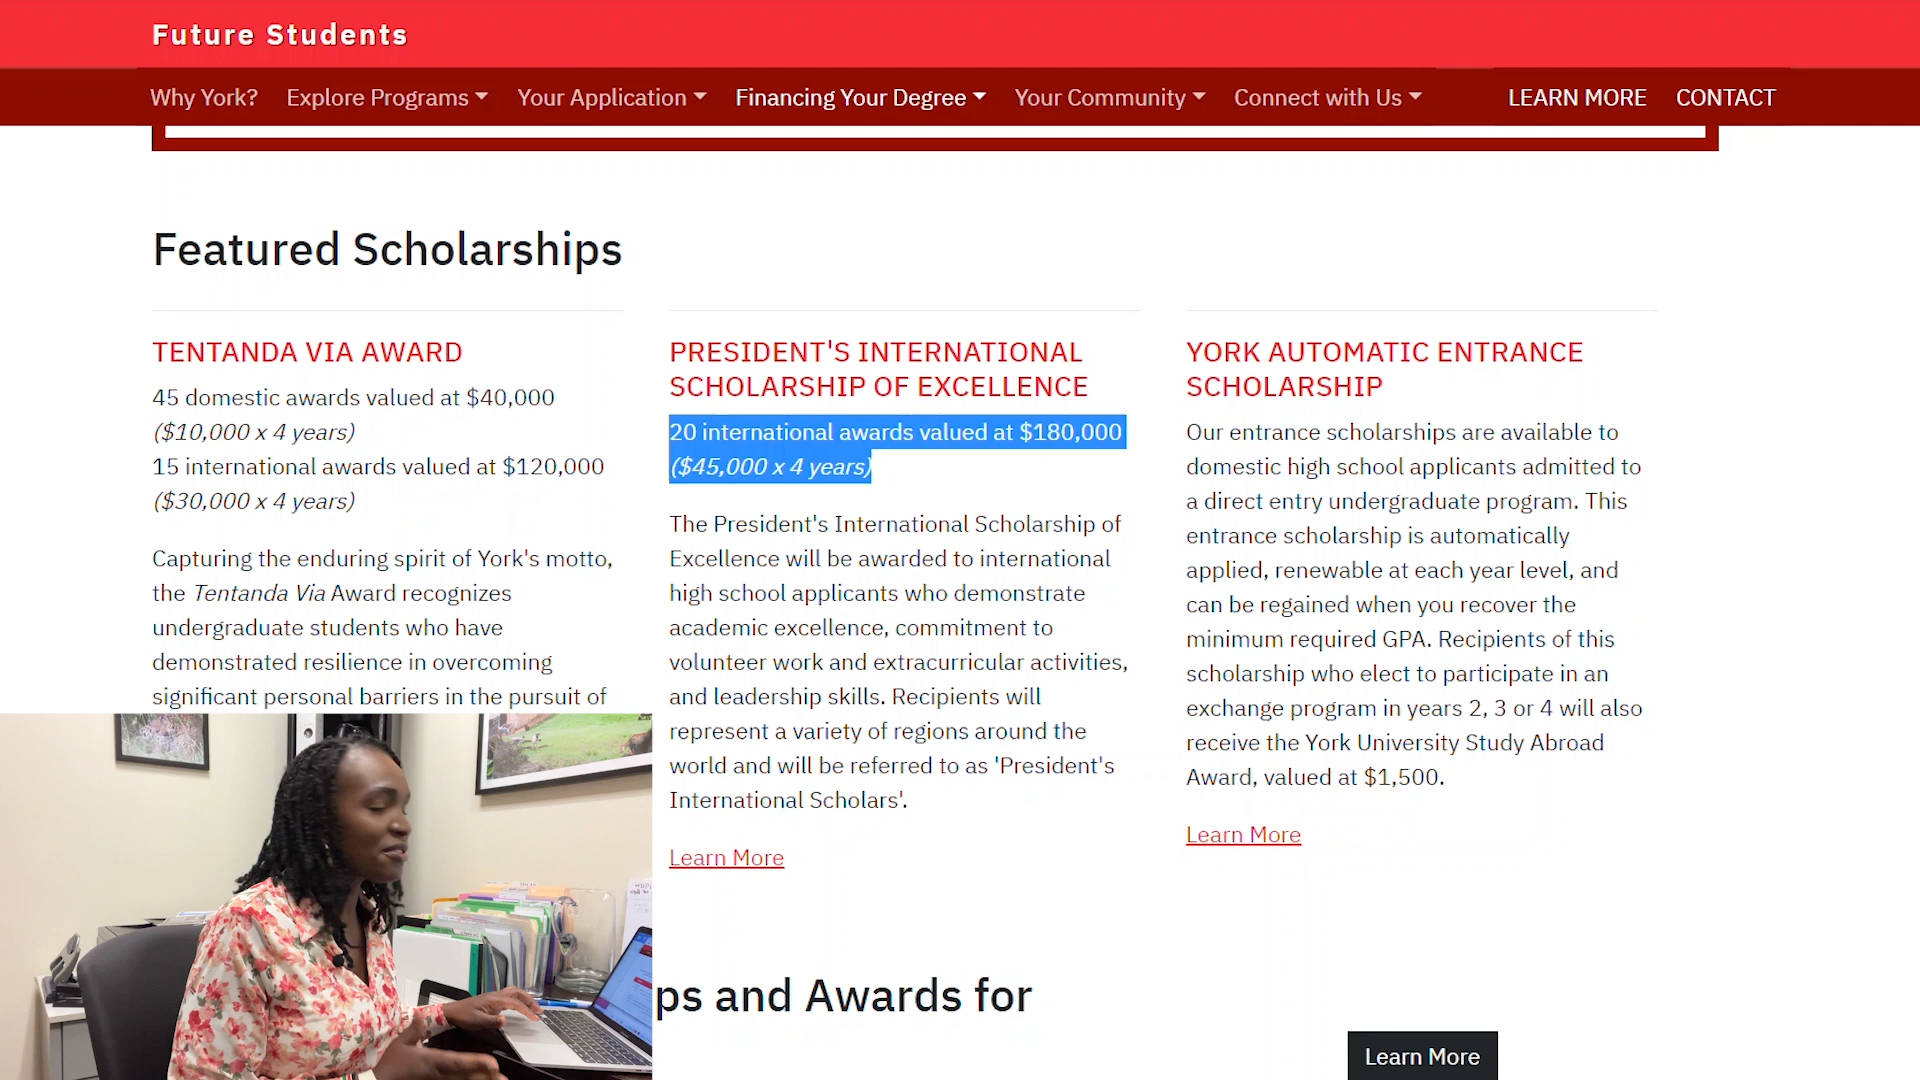 Future Students
Why York? Explore Programs Your Application Financing Your Degree Your Community Connect with Us LEARN MORE CONTACT
Featured Scholarships
TENTANDA VIA AWARD
45 domestic awards valued at $40,000
($10,000 x 4 years)
15 international awards valued at $120,000
($30,000 x 4 years)
Capturing the enduring spirit of York's motto,
the Tentanda Via Award recognizes
undergraduate students who have
demonstrated resilience in overcoming
significant personal barriers in the pursuit of
PRESIDENT'S INTERNATIONAL
SCHOLARSHIP OF EXCELLENCE
20 international awards valued at $180,000
($45,000 x 4 years)
The President's International Scholarship of
Excellence will be awarded to international
high school applicants who demonstrate
academic excellence, commitment to
volunteer work and extracurricular activities,
and leadership skills. Recipients will
represent a variety of regions around the
world and will be referred to as 'President's
International Scholars'.
Learn More
YORK AUTOMATIC ENTRANCE
SCHOLARSHIP
Our entrance scholarships are available to
domestic high school applicants admitted to
a direct entry undergraduate program. This
entrance scholarship is automatically
applied, renewable at each year level, and
can be regained when you recover the
minimum required GPA. Recipients of this
scholarship who elect to participate in an
exchange program in years 2, 3 or 4 will also
receive the York University Study Abroad
Award, valued at $1,500.
Learn More
ps and Awards for
Learn More